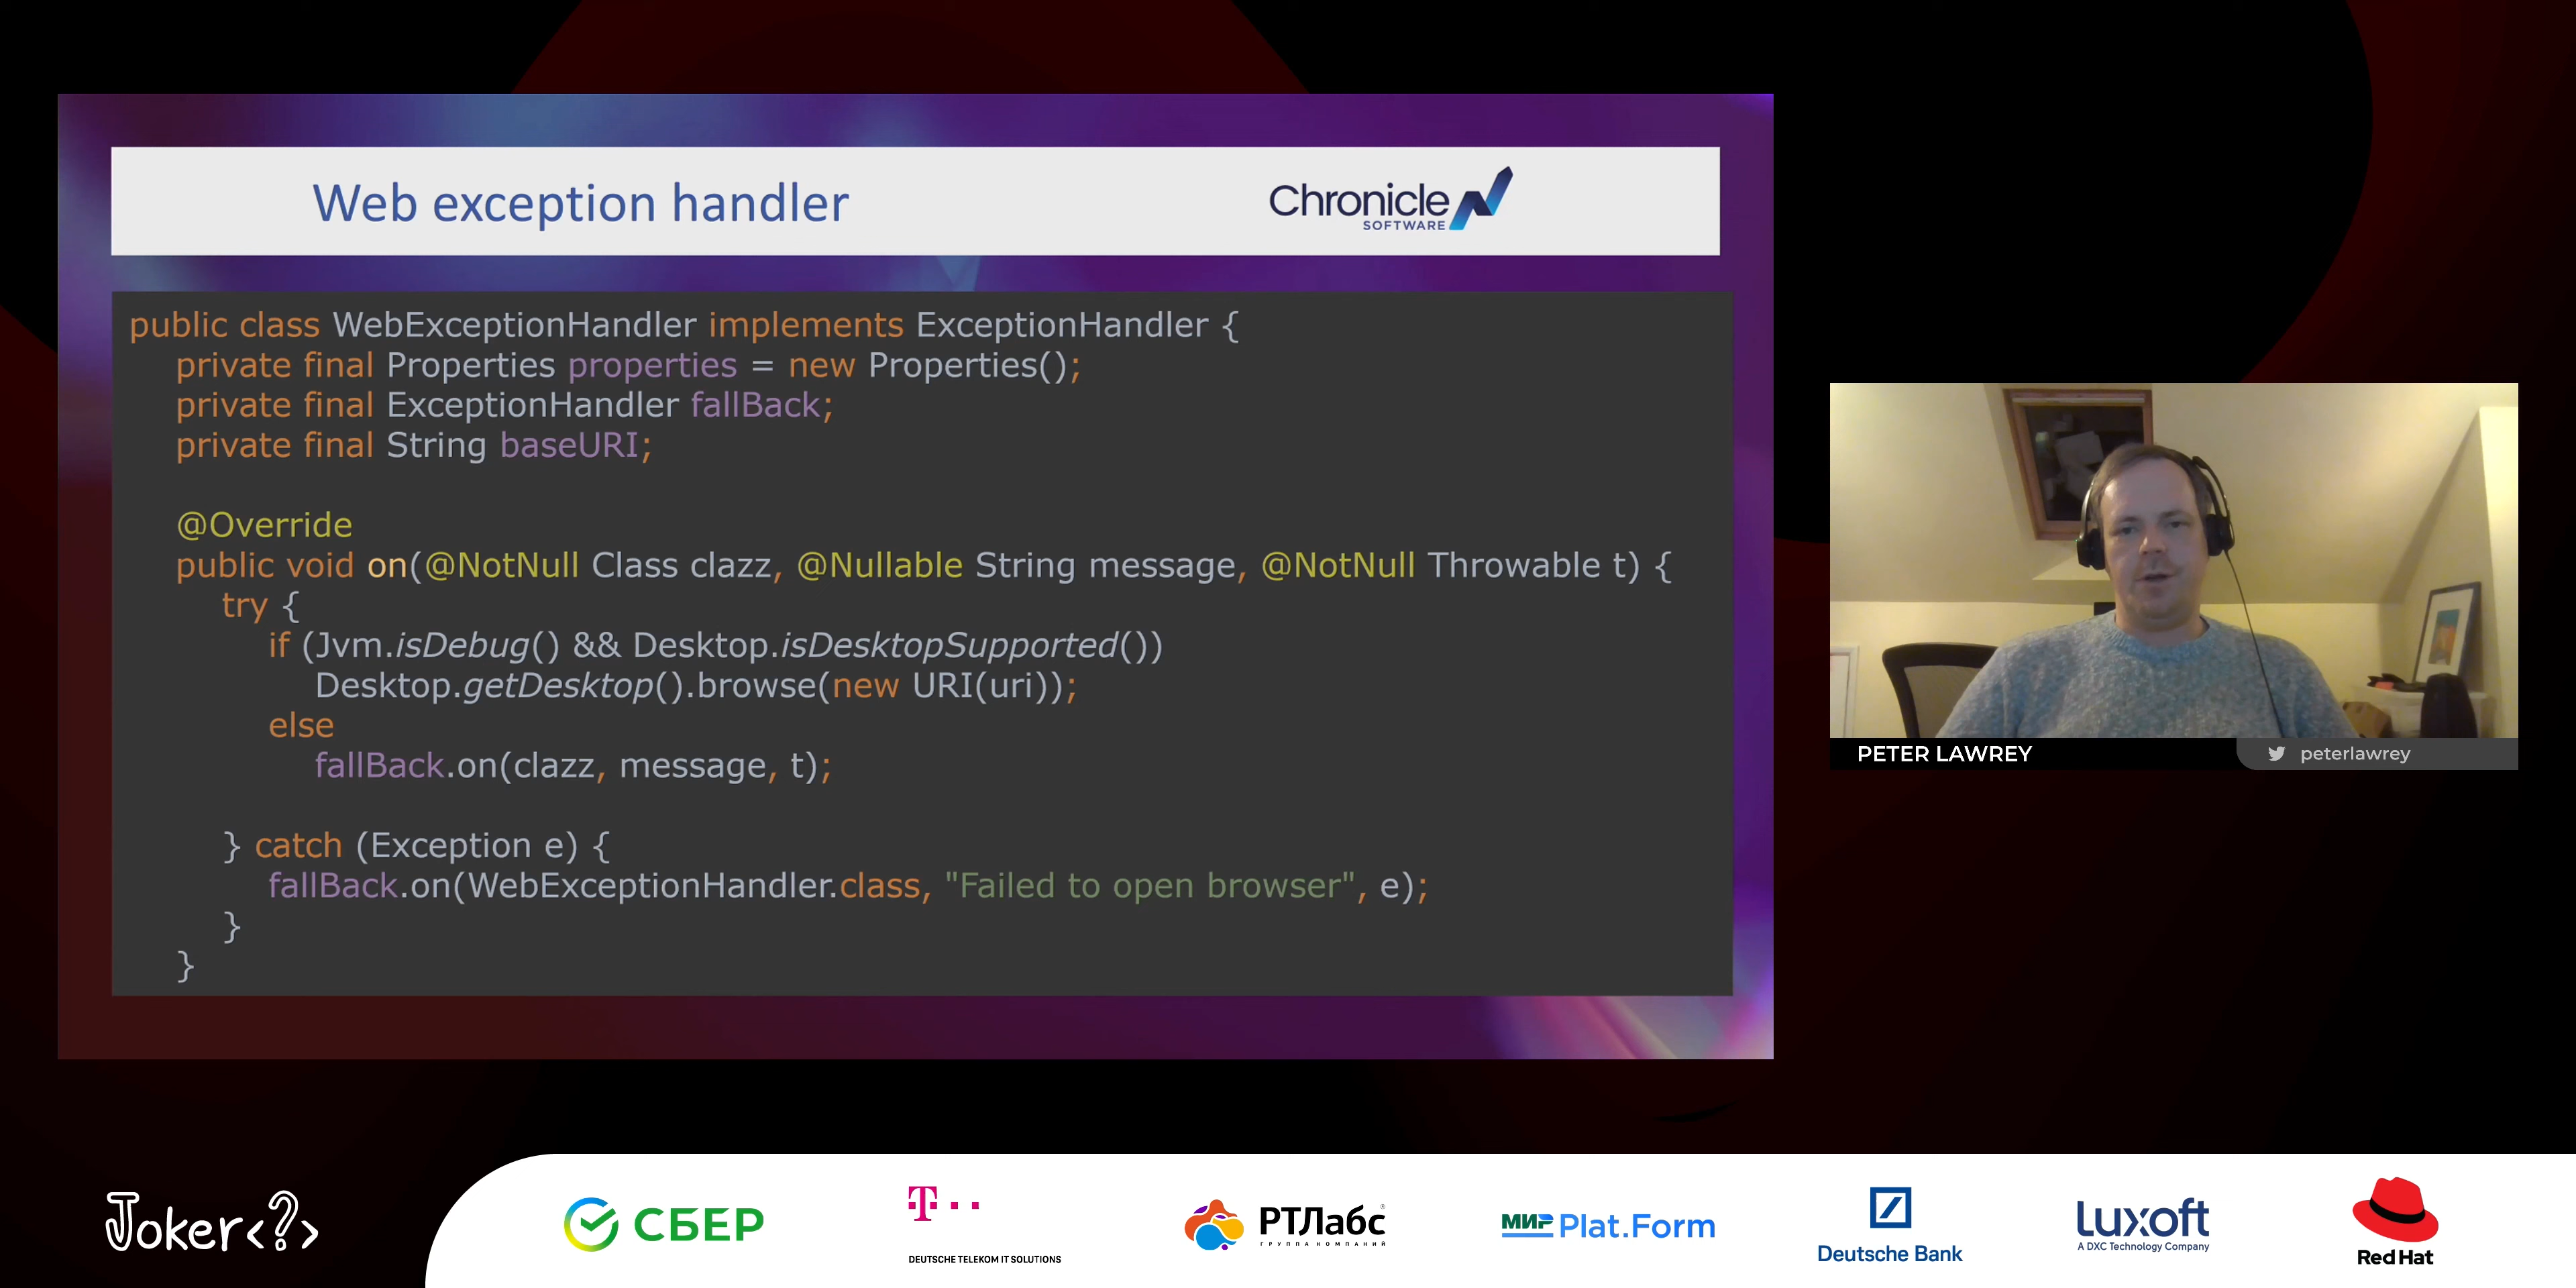 Web exception handler
Chronicle
SOFTWARE
public class WebExceptionHandler implements ExceptionHandler {
private final Properties properties = new Properties();
private final ExceptionHandler fallBack;
private final String baseURI;
@Override
public void on(@NotNull Class clazz, @Nullable String message, @NotNull Throwable t) {
try {
if (Jvm.isDebug() && Desktop.isDesktopSupported())
Desktop.getDesktop().browse(new URI(uri));
else
fallBack.on(clazz, message, t);
} catch (Exception e) {
fallBack.on(WebExceptionHandler.class, "Failed to open browser", e);
}
}
PETER LAWREY
peterlawrey
Joker<?>
СБЕР
T
DEUTSCHE TELEKOM IT SOLUTIONS
РТЛабс
ГРУППА КОМПАНИЙ
МИР Plat.Form
Deutsche Bank
Luxoft
A DXC Technology Company
Red Hat